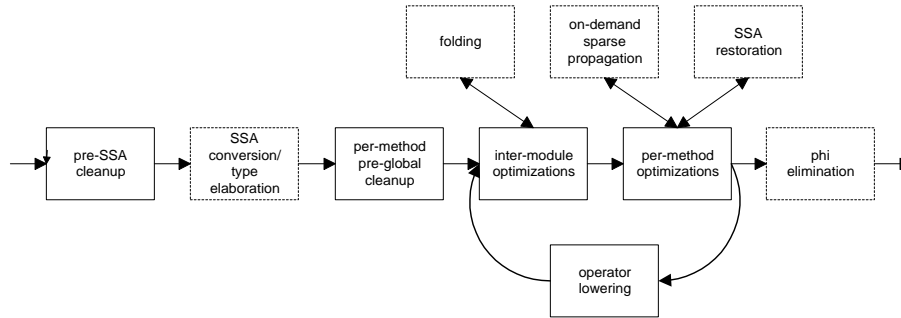 folding
on-demand
sparse
propagation
SSA
restoration
pre-SSA
cleanup
SSA
conversion/
type
elaboration
per-method
pre-global
cleanup
inter-module
optimizations
per-method
optimizations
phi
elimination
operator
lowering